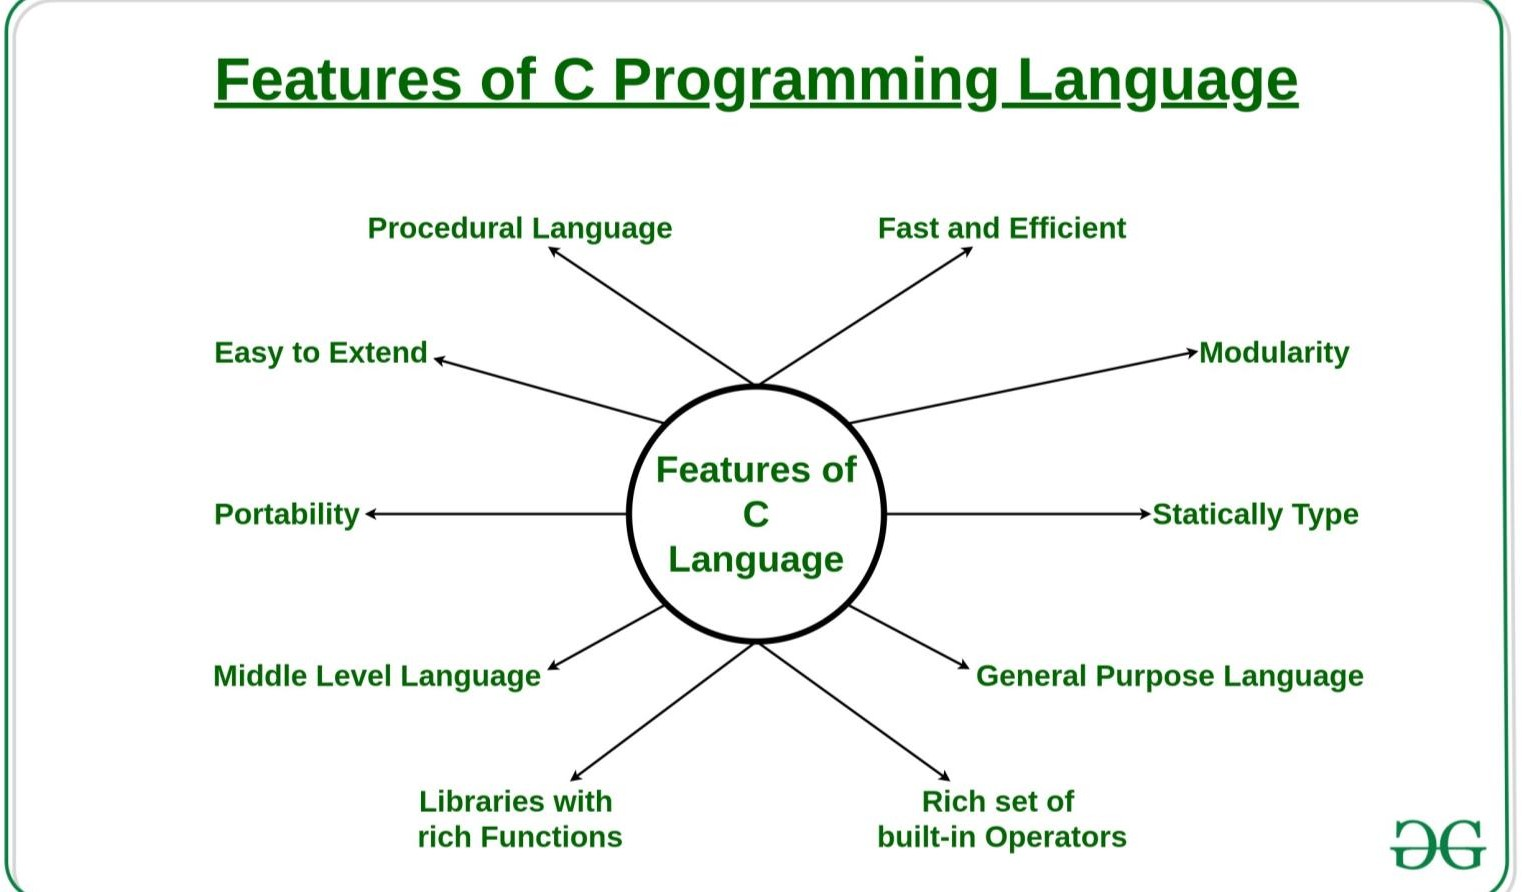 Features of C Programming Language
Procedural Language
Fast and Efficient
Easy to Extend
Modularity
Features of
C
Language
Portability
Statically Type
Middle Level Language
General Purpose Language
Libraries with
rich Functions
Rich set of
built-in Operators